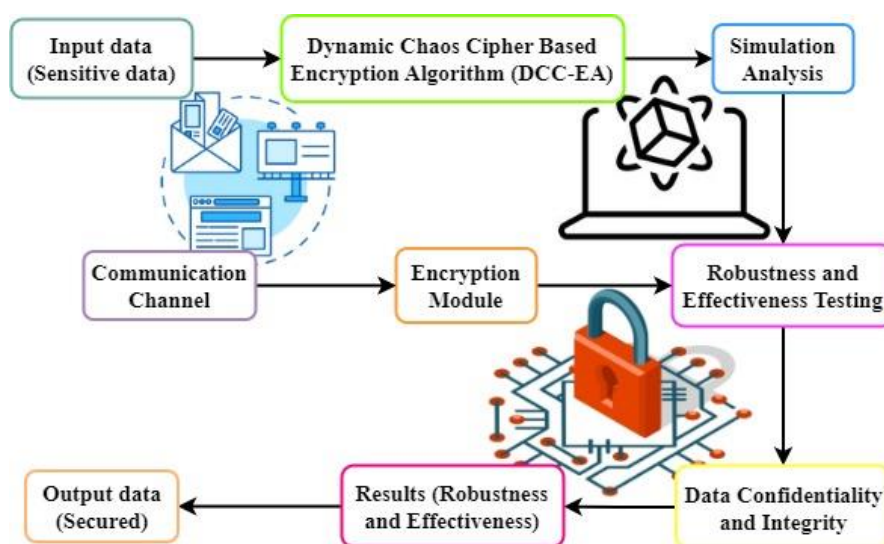 Input data
(Sensitive data)
Dynamic Chaos Cipher Based
Encryption Algorithm (DCC-EA)
Simulation
Analysis
Communication
Channel
Encryption
Module
Robustness and
Effectiveness Testing
Output data
(Secured)
Results (Robustness
and Effectiveness)
Data Confidentiality
and Integrity